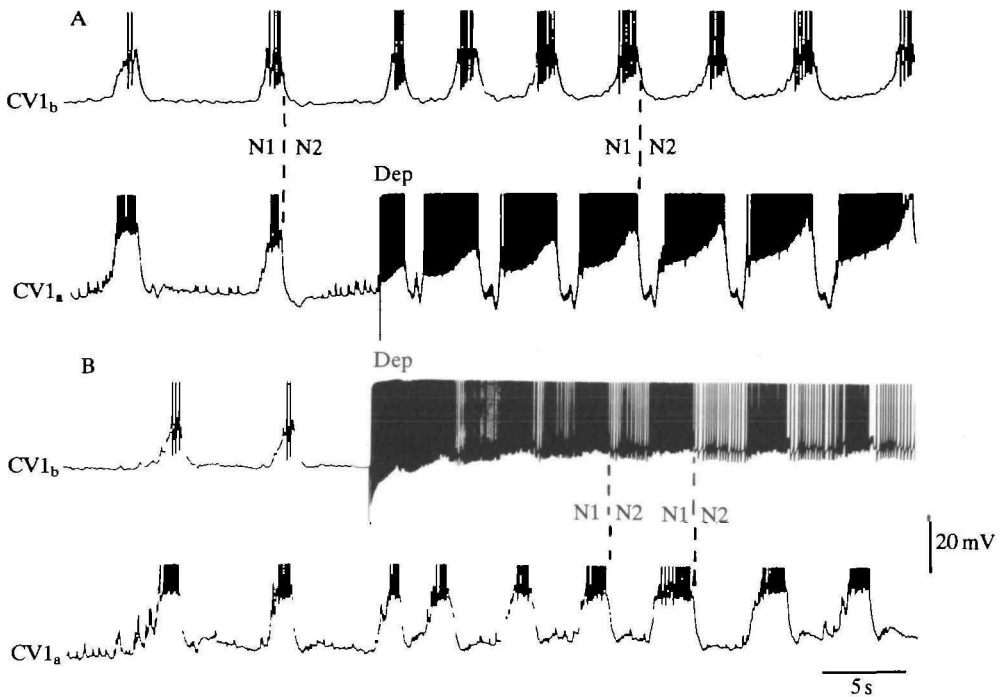 A
CV1b
N1 N2 N1 N2
Dep
CV1a
B
Dep
CV1b
N1 N2 N1 N2
20 mV
CV1a
5 s